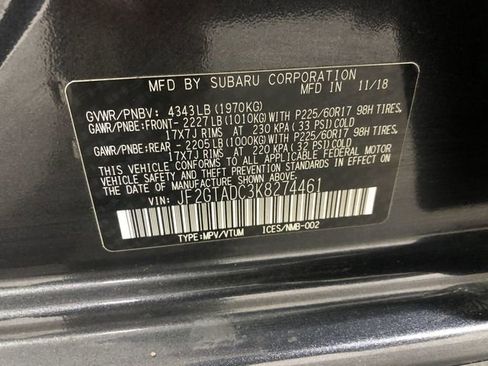 MFD BY SUBARU CORPORATION
MFD IN JAPAN 11/18
GVWR/PNBV: 4343LB (1970KG)
GAWR/PNBE:FRONT- 2227LB (1010KG)WITH P225/60R17 98H TIRES,
17X7J RIMS AT 230 KPA (33 PSI)COLD
GAWR/PNBE:REAR - 2205LB (1000KG)WITH P225/60R17 98H TIRES,
17X7J RIMS AT 220 KPA (32 PSI)COLD
THIS VEHICLE CONFORMS TO ALL APPLICABLE FEDERAL MOTOR
VEHICLE SAFETY AND THEFT PREVENTION STANDARDS IN EFFECT
ON THE DATE OF MANUFACTURE SHOWN ABOVE.
VIN: JF2GTADC3K8274461
TYPE:MPV/VTUM ICES/NMB-002